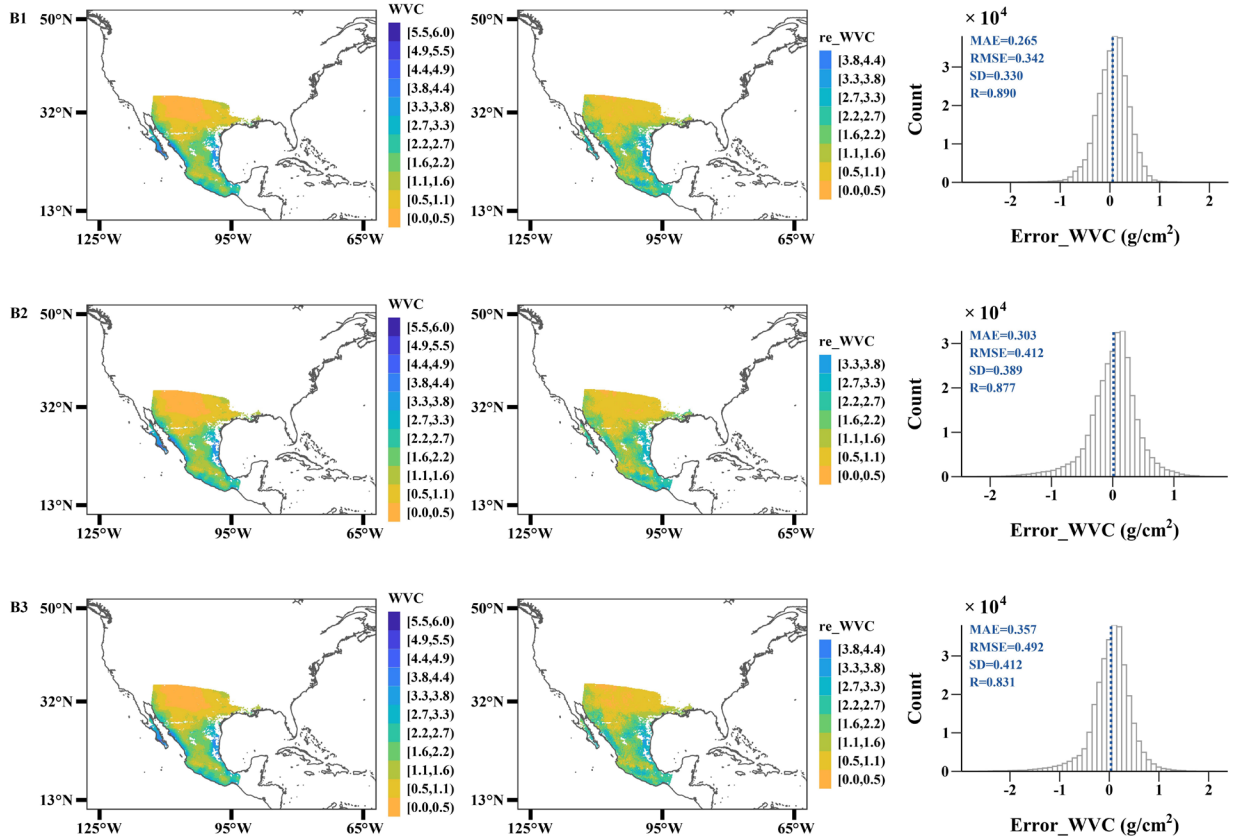 B1
50°N
32°N
13°N
125°W 95°W 65°W
WVC
[5.5,6.0)
[4.9,5.5)
[4.4,4.9)
[3.8,4.4)
[3.3,3.8)
[2.7,3.3)
[2.2,2.7)
[1.6,2.2)
[1.1,1.6)
[0.5,1.1)
[0.0,0.5)
50°N
32°N
13°N
125°W 95°W 65°W
re_WVC
[3.8,4.4)
[3.3,3.8)
[2.7,3.3)
[2.2,2.7)
[1.6,2.2)
[1.1,1.6)
[0.5,1.1)
[0.0,0.5)
× 10⁴
MAE=0.265
RMSE=0.342
SD=0.330
R=0.890
Count
3
2
1
0
-2 -1 0 1 2
Error_WVC (g/cm²)
B2
50°N
32°N
13°N
125°W 95°W 65°W
WVC
[5.5,6.0)
[4.9,5.5)
[4.4,4.9)
[3.8,4.4)
[3.3,3.8)
[2.7,3.3)
[2.2,2.7)
[1.6,2.2)
[1.1,1.6)
[0.5,1.1)
[0.0,0.5)
50°N
32°N
13°N
125°W 95°W 65°W
re_WVC
[3.3,3.8)
[2.7,3.3)
[2.2,2.7)
[1.6,2.2)
[1.1,1.6)
[0.5,1.1)
[0.0,0.5)
× 10⁴
MAE=0.303
RMSE=0.412
SD=0.389
R=0.877
Count
3
2
1
0
-2 -1 0 1
Error_WVC (g/cm²)
B3
50°N
32°N
13°N
125°W 95°W 65°W
WVC
[5.5,6.0)
[4.9,5.5)
[4.4,4.9)
[3.8,4.4)
[3.3,3.8)
[2.7,3.3)
[2.2,2.7)
[1.6,2.2)
[1.1,1.6)
[0.5,1.1)
[0.0,0.5)
50°N
32°N
13°N
125°W 95°W 65°W
re_WVC
[3.8,4.4)
[3.3,3.8)
[2.7,3.3)
[2.2,2.7)
[1.6,2.2)
[1.1,1.6)
[0.5,1.1)
[0.0,0.5)
× 10⁴
MAE=0.357
RMSE=0.492
SD=0.412
R=0.831
Count
3
2
1
0
-2 -1 0 1 2
Error_WVC (g/cm²)